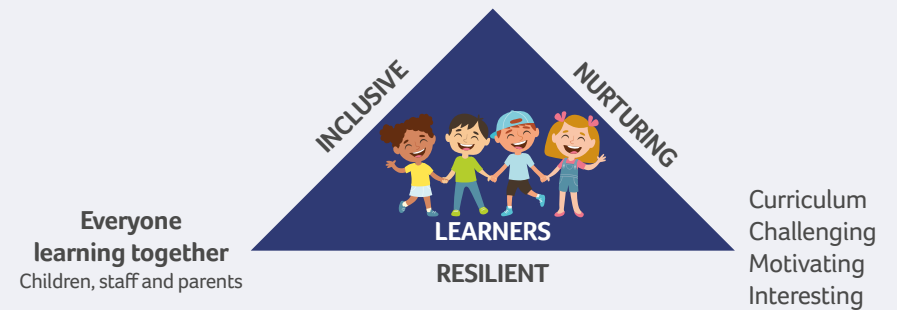 INCLUSIVE
NURTURING
LEARNERS
RESILIENT
Everyone
learning together
Children, staff and parents
Curriculum
Challenging
Motivating
Interesting